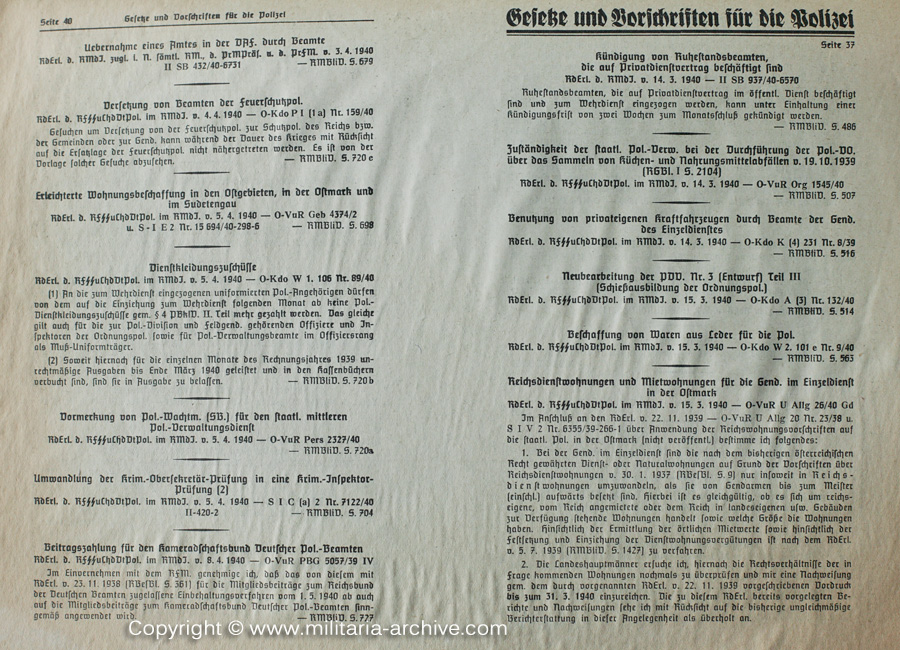 Seite 40 Gesetze und Vorschriften für die Polizei
Uebernahme eines Amtes in der DAF. durch Beamte
RdErl. d. RMdJ. zugl. i. N. sämtl. RM., d. PrMPräs. u. d. PrFM. v. 3. 4. 1940
II SB 432/40-6731 — RMBliV. S. 679
Versetzung von Beamten der Feuerschutzpol.
RdErl. d. RFSSuChdDtPol. im RMdJ. v. 4. 4. 1940 — O-Kdo P I (1a) Nr. 159/40
Gesuchen um Versetzung von der Feuerschutzpol. zur Schutzpol. des Reichs bzw.
der Gemeinden oder zur Gend. kann während der Dauer des Krieges mit Rücksicht
auf die Ersatzlage der Feuerschutzpol. nicht nähergetreten werden. Es ist von der
Vorlage solcher Gesuche abzusehen. — RMBliV. S. 720 c
Erleichterte Wohnungsbeschaffung in den Ostgebieten, in der Ostmark und
im Sudetengau
RdErl. d. RFSSuChdDtPol. im RMdJ. v. 5. 4. 1940 — O-VuR Geb 4374/2
u. S - I E 2 Nr. 15 694/40-298-6 — RMBliV. S. 698
Dienstkleidungszuschüsse
RdErl. d. RFSSuChdDtPol. im RMdJ. v. 5. 4. 1940 — O-Kdo W 1. 106 Nr. 89/40
(1) An die zum Wehrdienst eingezogenen uniformierten Pol.-Angehörigen dürfen
von dem auf die Einziehung zum Wehrdienst folgenden Monat ab keine Pol.-
Dienstkleidungszuschüsse gem. § 4 PBklV. II. Teil mehr gezahlt werden. Das gleiche
gilt auch für die zur Pol.-Division und Feldgend. gehörenden Offiziere und In-
spektoren der Ordnungspol. sowie für Pol.-Verwaltungsbeamte im Offizierrang
als Muß-Uniformträger.
(2) Soweit hiernach für die einzelnen Monate des Rechnungsjahres 1939 un-
rechtmäßige Ausgaben bis Ende März 1940 geleistet und in den Kassenbüchern
verbucht sind, sind sie in Ausgabe zu belassen. — RMBliV. S. 720 b
Vormerkung von Pol.-Wachtm. (SB.) für den staatl. mittleren
Pol.-Verwaltungsdienst
RdErl. d. RFSSuChdDtPol. im RMdJ. v. 5. 4. 1940 — O-VuR Pers 2327/40
— RMBliV. S. 720a
Umwandlung der Krim.-Obersekretär-Prüfung in eine Krim.-Inspektor-
Prüfung (2)
RdErl. d. RFSSuChdDtPol. im RMdJ. v. 5. 4. 1940 — S I C (a) 2 Nr. 7122/40
II-420-2 — RMBliV. S. 704
Beitragszahlung für den Kameradschaftsbund Deutscher Pol.-Beamten
RdErl. d. RFSSuChdDtPol. im RMdJ. v. 8. 4. 1940 — O-VuR PBG 5057/39 IV
Im Einvernehmen mit dem RFM. genehmige ich, daß das von diesem mit
RdErl. v. 23. 11. 1938 (RBesBl. S. 361) für die Mitgliedsbeiträge zum Reichsbund
der Deutschen Beamten zugelassene Einbehaltungsverfahren vom 1. 5. 1940 ab auch
auf die Mitgliedsbeiträge zum Kameradschaftsbund Deutscher Pol.-Beamten sinn-
gemäß angewendet wird. — RMBliV. S. 777
Gesetze und Vorschriften für die Polizei
Seite 37
Kündigung von Ruhestandsbeamten,
die auf Privatdienstvertrag beschäftigt sind
RdErl. d. RMdJ. v. 14. 3. 1940 — II SB 937/40-6570
Ruhestandsbeamten, die auf Privatdienstvertrag im öffentl. Dienst beschäftigt
sind und zum Wehrdienst eingezogen werden, kann unter Einhaltung einer
Kündigungsfrist von zwei Wochen zum Monatsschluß gekündigt werden.
— RMBliV. S. 486
Zuständigkeit der staatl. Pol.-Verw. bei der Durchführung der Pol.-VO.
über das Sammeln von Küchen- und Nahrungsmittelabfällen v. 19. 10. 1939
(RGBl. I S. 2104)
RdErl. d. RFSSuChdDtPol. im RMdJ. v. 14. 3. 1940 — O-VuR Org 1545/40
— RMBliV. S. 507
Benutzung von privateigenen Kraftfahrzeugen durch Beamte der Gend.
des Einzeldienstes
RdErl. d. RFSSuChdDtPol. im RMdJ. v. 14. 3. 1940 — O-Kdo K (4) 231 Nr. 8/39
— RMBliV. S. 516
Neubearbeitung der PDV. Nr. 3 (Entwurf) Teil III
(Schießausbildung der Ordnungspol.)
RdErl. d. RFSSuChdDtPol. im RMdJ. v. 15. 3. 1940 — O-Kdo A (3) Nr. 132/40
— RMBliV. S. 514
Beschaffung von Waren aus Leder für die Pol.
RdErl. d. RFSSuChdDtPol. im RMdJ. v. 15. 3. 1940 — O-Kdo W 2. 101 e Nr. 9/40
— RMBliV. S. 563
Reichsdienstwohnungen und Mietwohnungen für die Gend. im Einzeldienst
in der Ostmark
RdErl. d. RFSSuChdDtPol. im RMdJ. v. 15. 3. 1940 — O-VuR U Allg 26/40 Gd
Im Anschluß an den RdErl. v. 22. 11. 1939 — O-VuR U Allg 20 Nr. 23/38 u.
S I V 2 Nr. 6355/39-266-1 über Anwendung der Reichswohnungsvorschriften auf
die staatl. Pol. in der Ostmark (nicht veröffentl.) bestimme ich folgendes:
1. Bei der Gend. im Einzeldienst sind die nach dem bisherigen österreichischen
Recht gewährten Dienst- oder Naturalwohnungen auf Grund der Vorschriften über
Reichsdienstwohnungen v. 30. 1. 1937 (RBesBl. S. 9) nur insoweit in Reichs-
dienstwohnungen umzuwandeln, als sie von Gendarmen bis zum Meister
(einschl.) aufwärts besetzt sind. Hierbei ist es gleichgültig, ob es sich um reichs-
eigene, vom Reich angemietete oder dem Reich in landeseigenen usw. Gebäuden
zur Verfügung stehende Wohnungen handelt sowie welche Größe die Wohnungen
haben. Hinsichtlich der Ermittlung der örtlichen Mietwerte sowie hinsichtlich der
Festsetzung und Einziehung der Dienstwohnungsvergütungen ist nach dem RdErl.
v. 5. 7. 1939 (RMBliV. S. 1427) zu verfahren.
2. Die Landeshauptmänner ersuche ich, hiernach die Rechtsverhältnisse der in
Frage kommenden Wohnungen nochmals zu überprüfen und mir eine Nachweisung
gem. dem durch vorgenannten RdErl. v. 22. 11. 1939 vorgeschriebenen Vordruck
bis zum 31. 3. 1940 einzureichen. Die zu diesem RdErl. bereits vorgelegten Be-
richte und Nachweisungen sehe ich mit Rücksicht auf die bisherige ungleichmäßige
Berichterstattung in dieser Angelegenheit als überholt an.
Copyright © www.militaria-archive.com